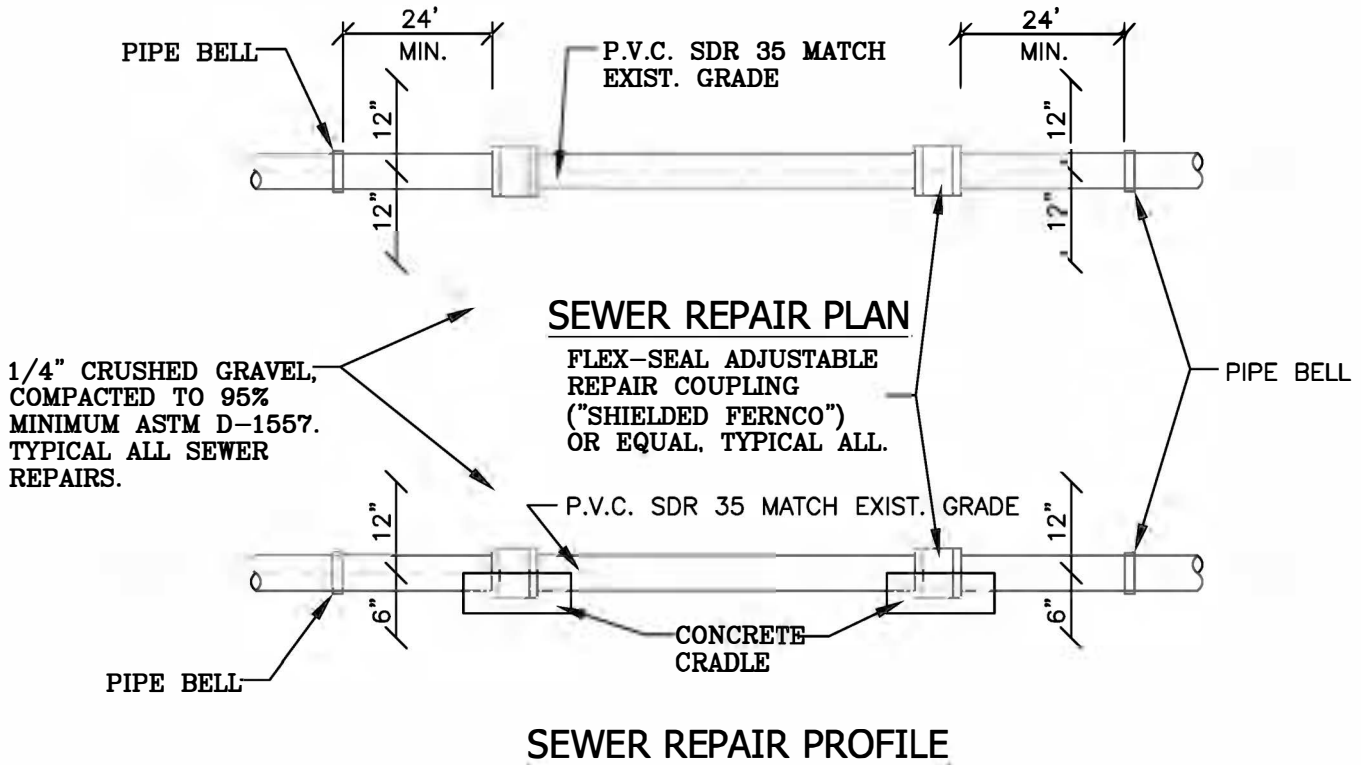 24'
MIN.
24'
MIN.
PIPE BELL
P.V.C. SDR 35 MATCH
EXIST. GRADE
12"
12"
12"
12"
SEWER REPAIR PLAN
1/4" CRUSHED GRAVEL,
COMPACTED TO 95%
MINIMUM ASTM D-1557.
TYPICAL ALL SEWER
REPAIRS.
FLEX-SEAL ADJUSTABLE
REPAIR COUPLING
("SHIELDED FERNCO")
OR EQUAL, TYPICAL ALL.
PIPE BELL
P.V.C. SDR 35 MATCH EXIST. GRADE
12"
6"
12"
6"
CONCRETE
CRADLE
PIPE BELL
SEWER REPAIR PROFILE